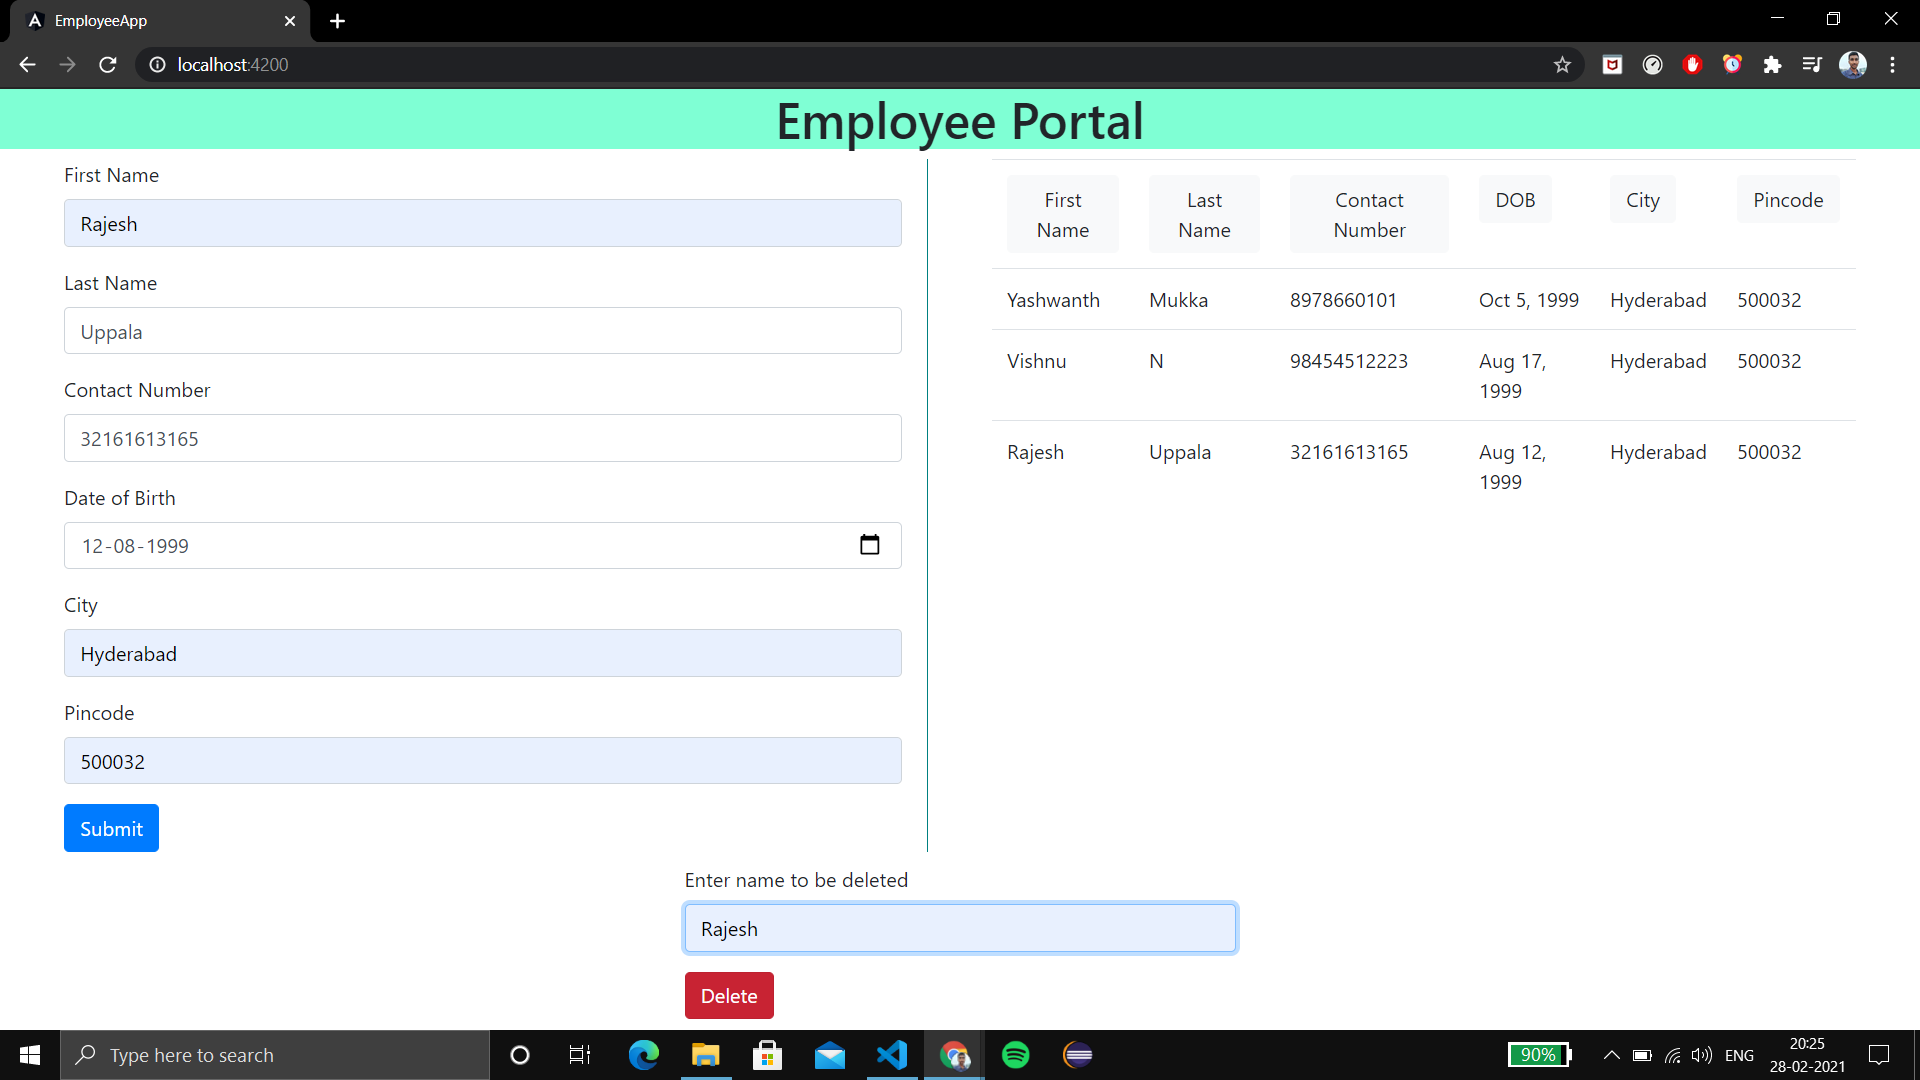 EmployeeApp
localhost:4200
Employee Portal
First Name
Rajesh
Last Name
Uppala
Contact Number
32161613165
Date of Birth
12-08-1999
City
Hyderabad
Pincode
500032
Submit
First Name Last Name Contact Number DOB City Pincode
Yashwanth Mukka 8978660101 Oct 5, 1999 Hyderabad 500032
Vishnu N 98454512223 Aug 17, 1999 Hyderabad 500032
Rajesh Uppala 32161613165 Aug 12, 1999 Hyderabad 500032
Enter name to be deleted
Rajesh
Delete
Type here to search
90%
ENG
20:25
28-02-2021